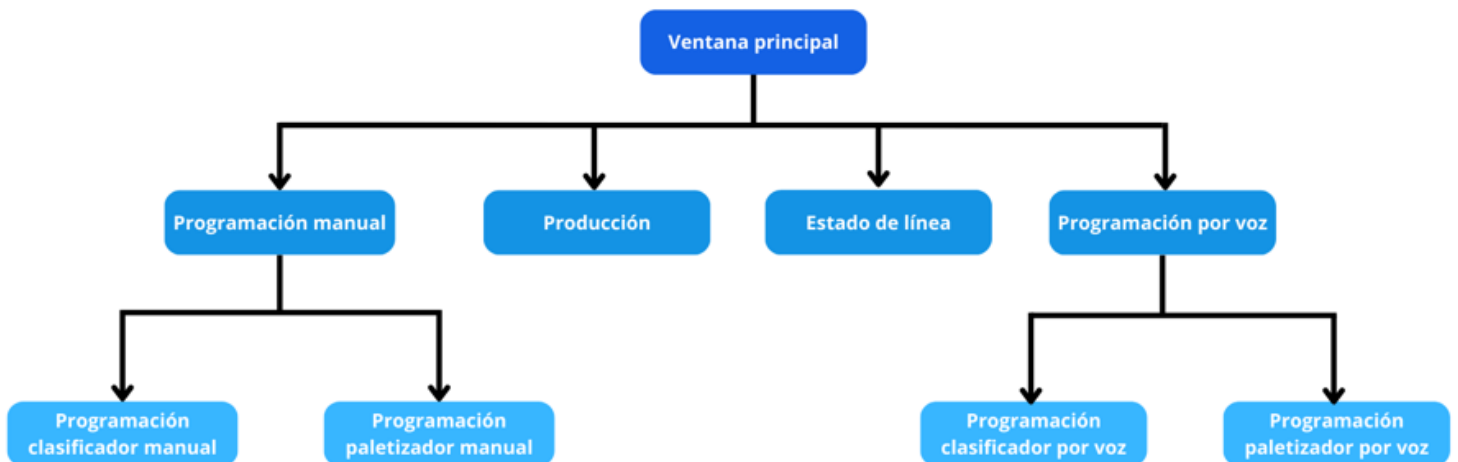 Ventana principal
Programación manual
Producción
Estado de línea
Programación por voz
Programación
clasificador manual
Programación
paletizador manual
Programación
clasificador por voz
Programación
paletizador por voz